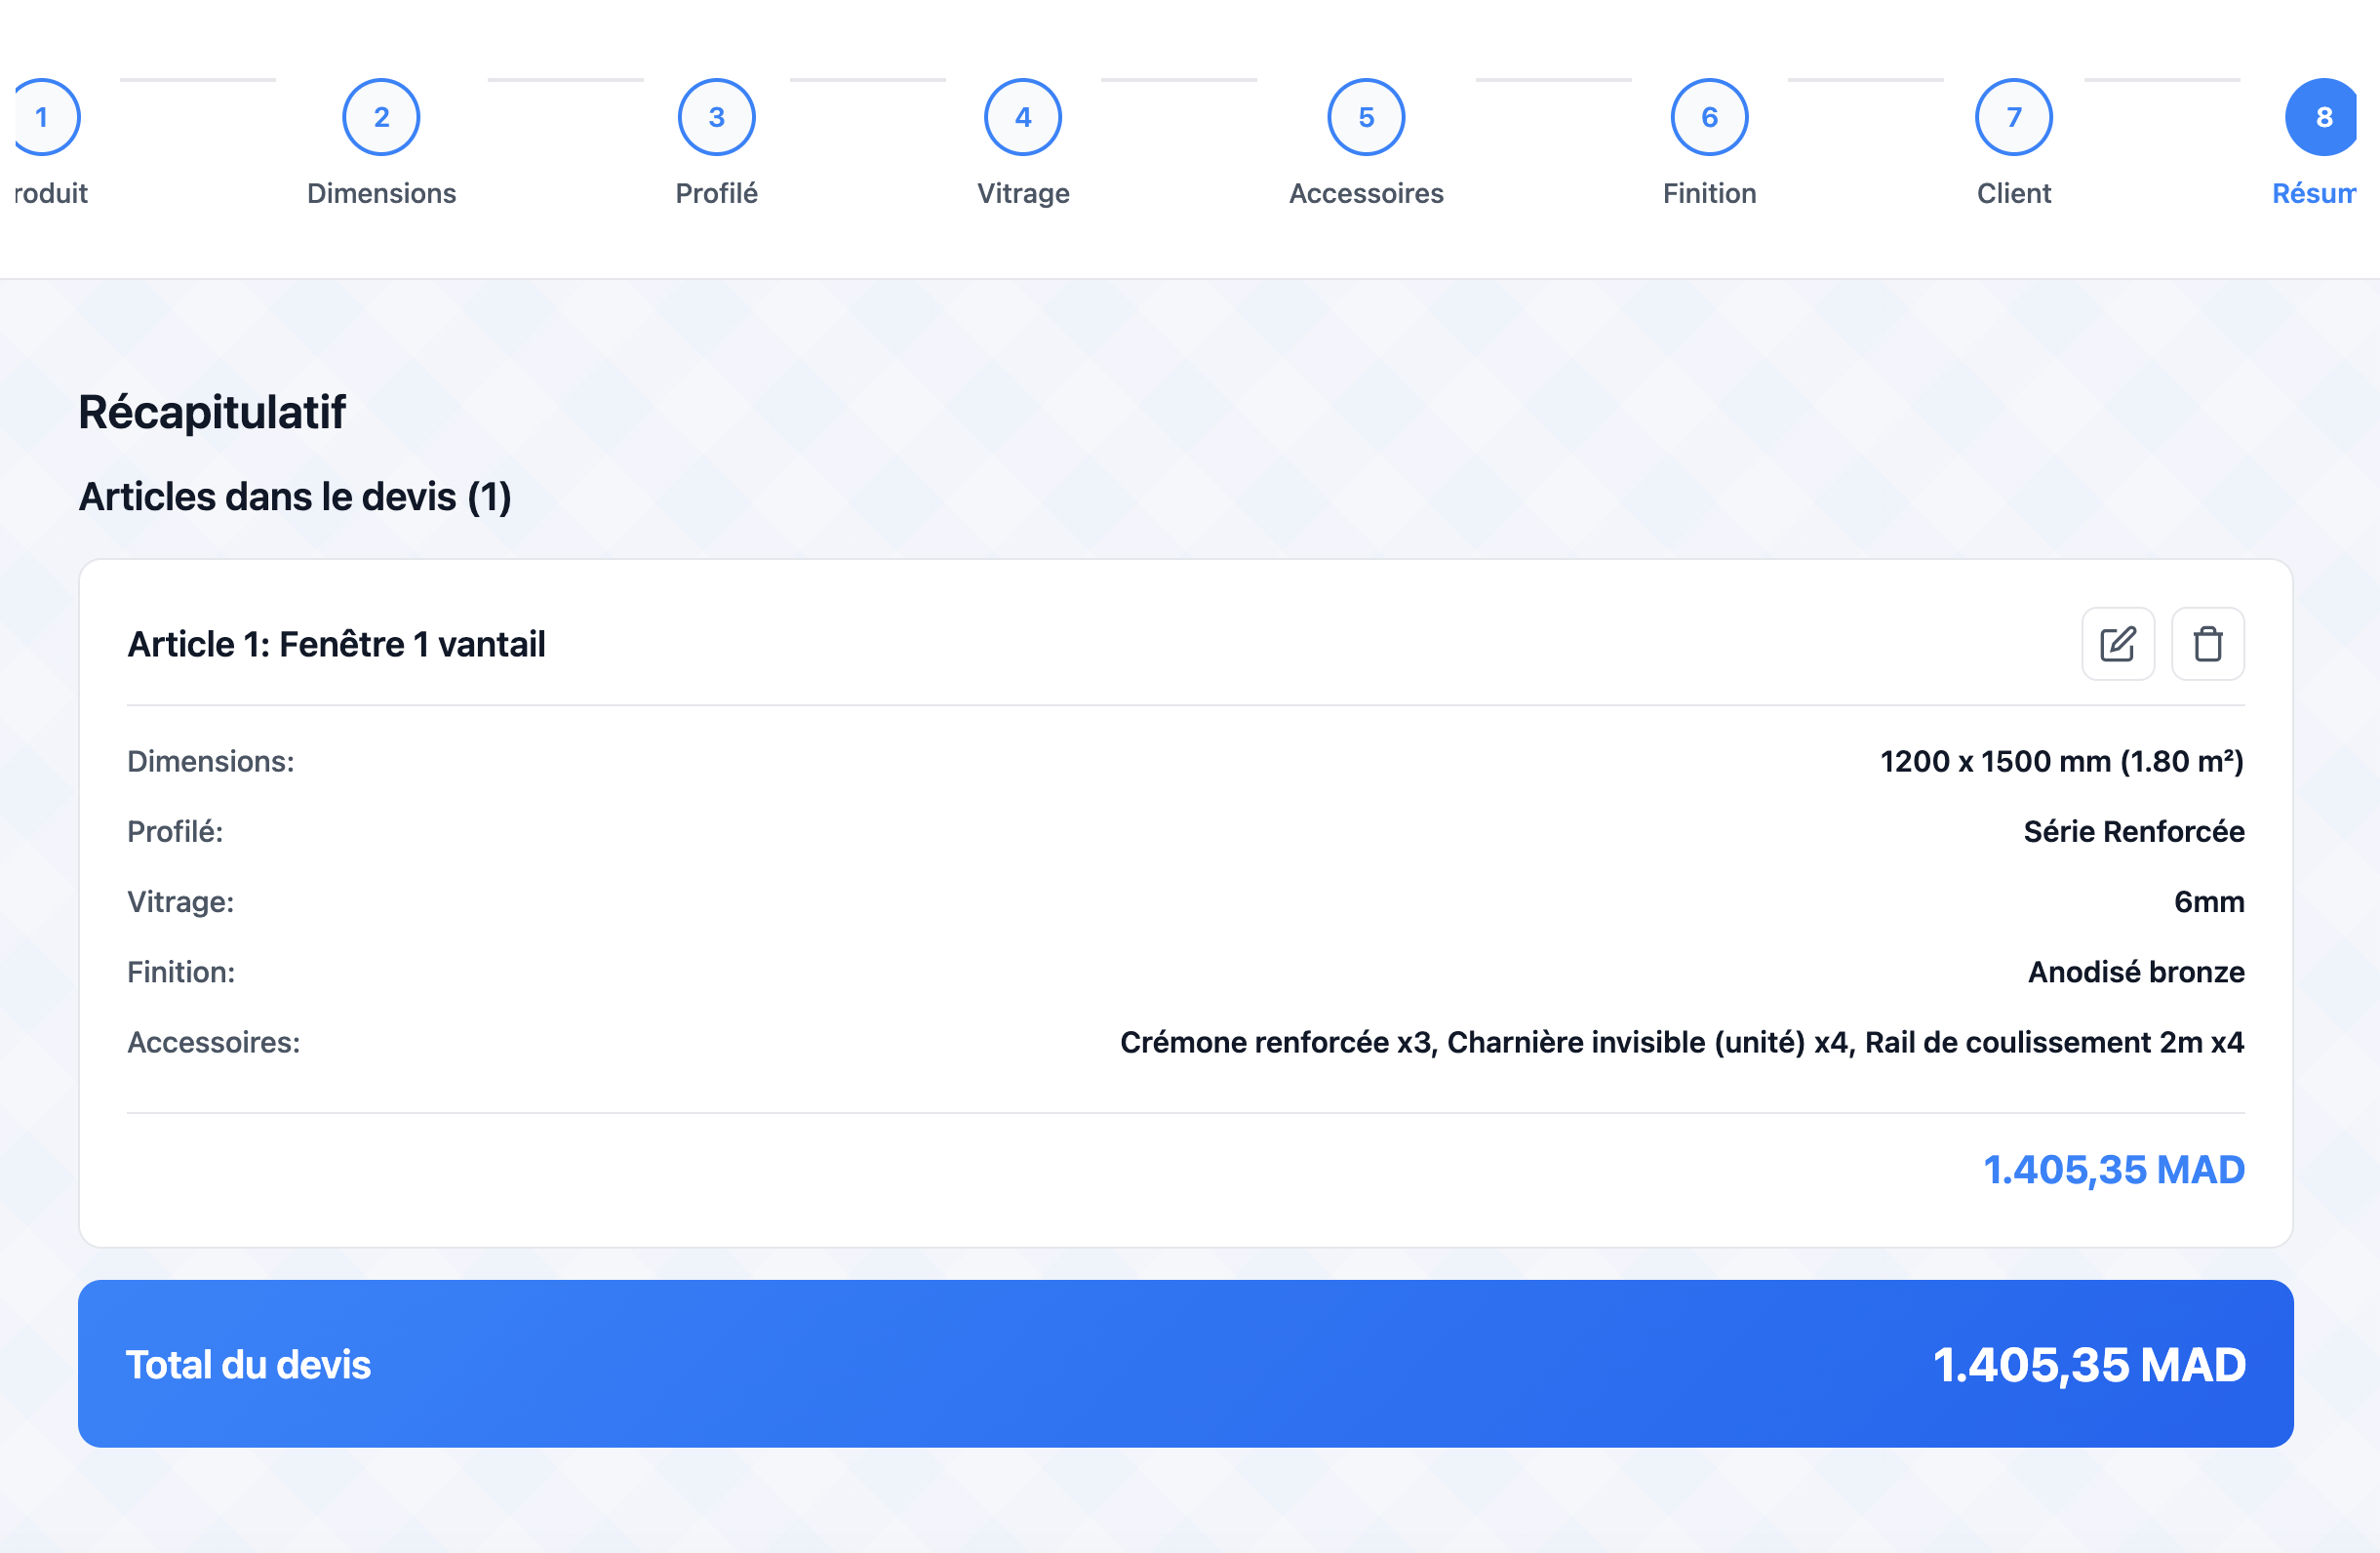 1
2
3
4
5
6
7
8
roduit
Dimensions
Profilé
Vitrage
Accessoires
Finition
Client
Résum
Récapitulatif
Articles dans le devis (1)
Article 1: Fenêtre 1 vantail
Dimensions: 1200 x 1500 mm (1.80 m²)
Profilé: Série Renforcée
Vitrage: 6mm
Finition: Anodisé bronze
Accessoires: Crémone renforcée x3, Charnière invisible (unité) x4, Rail de coulissement 2m x4
1.405,35 MAD
Total du devis 1.405,35 MAD